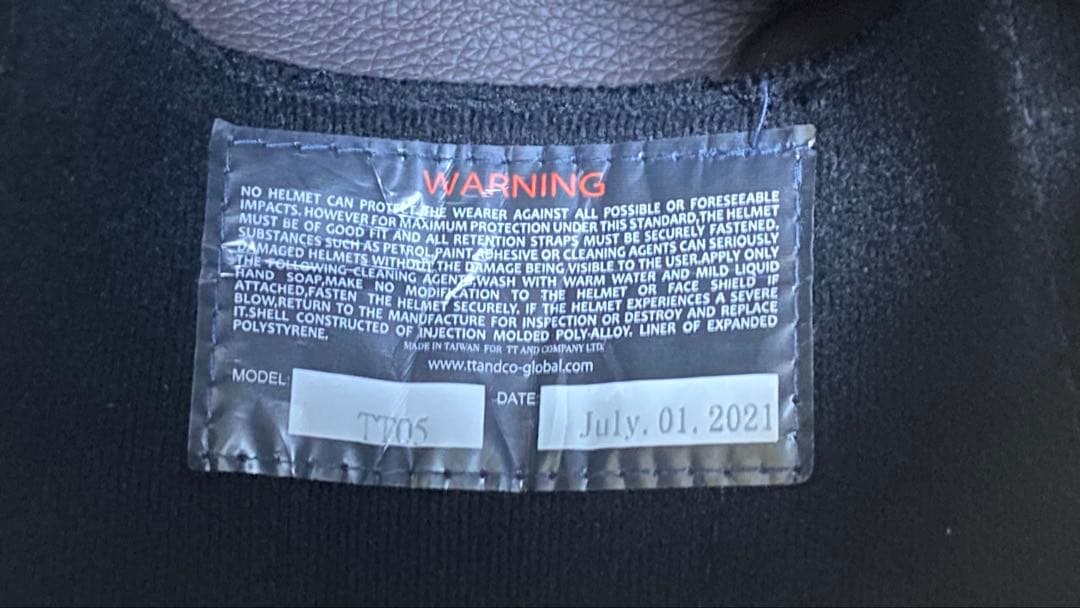 WARNING
NO HELMET CAN PROTECT THE WEARER AGAINST ALL POSSIBLE OR FORESEEABLE
IMPACTS. HOWEVER FOR MAXIMUM PROTECTION UNDER THIS STANDARD,THE HELMET
MUST BE OF GOOD FIT AND ALL RETENTION STRAPS MUST BE SECURELY FASTENED.
SUBSTANCES SUCH AS PETROL,PAINT,ADHESIVE OR CLEANING AGENTS CAN SERIOUSLY
DAMAGED HELMETS WITHOUT THE DAMAGE BEING VISIBLE TO THE USER.APPLY ONLY
THE FOLLOWING CLEANING AGENTS,WASH WITH WARM WATER AND MILD LIQUID
HAND SOAP,MAKE NO MODIFICATION TO THE HELMET OR FACE SHIELD IF
ATTACHED,FASTEN THE HELMET SECURELY. IF THE HELMET EXPERIENCES A SEVERE
BLOW,RETURN TO THE MANUFACTURE FOR INSPECTION OR DESTROY AND REPLACE
IT.SHELL CONSTRUCTED OF INJECTION MOLDED POLY-ALLOY. LINER OF EXPANDED
POLYSTYRENE.
MADE IN TAIWAN FOR TT AND COMPANY LTD.
www.ttandco-global.com
MODEL TT05 DATE July. 01. 2021